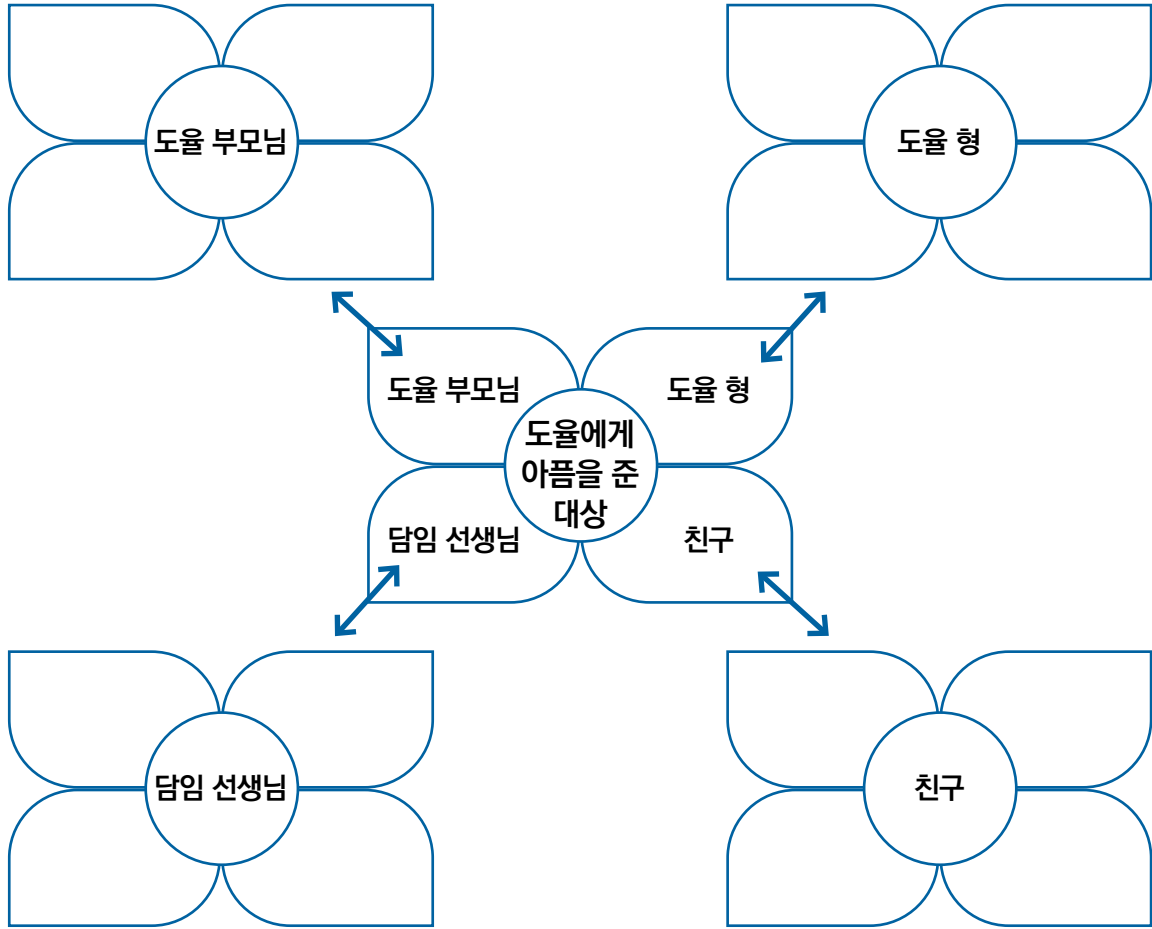 도율 부모님
도율 형
도율 부모님
도율 형
도율에게
아픔을 준
대상
담임 선생님
친구
담임 선생님
친구